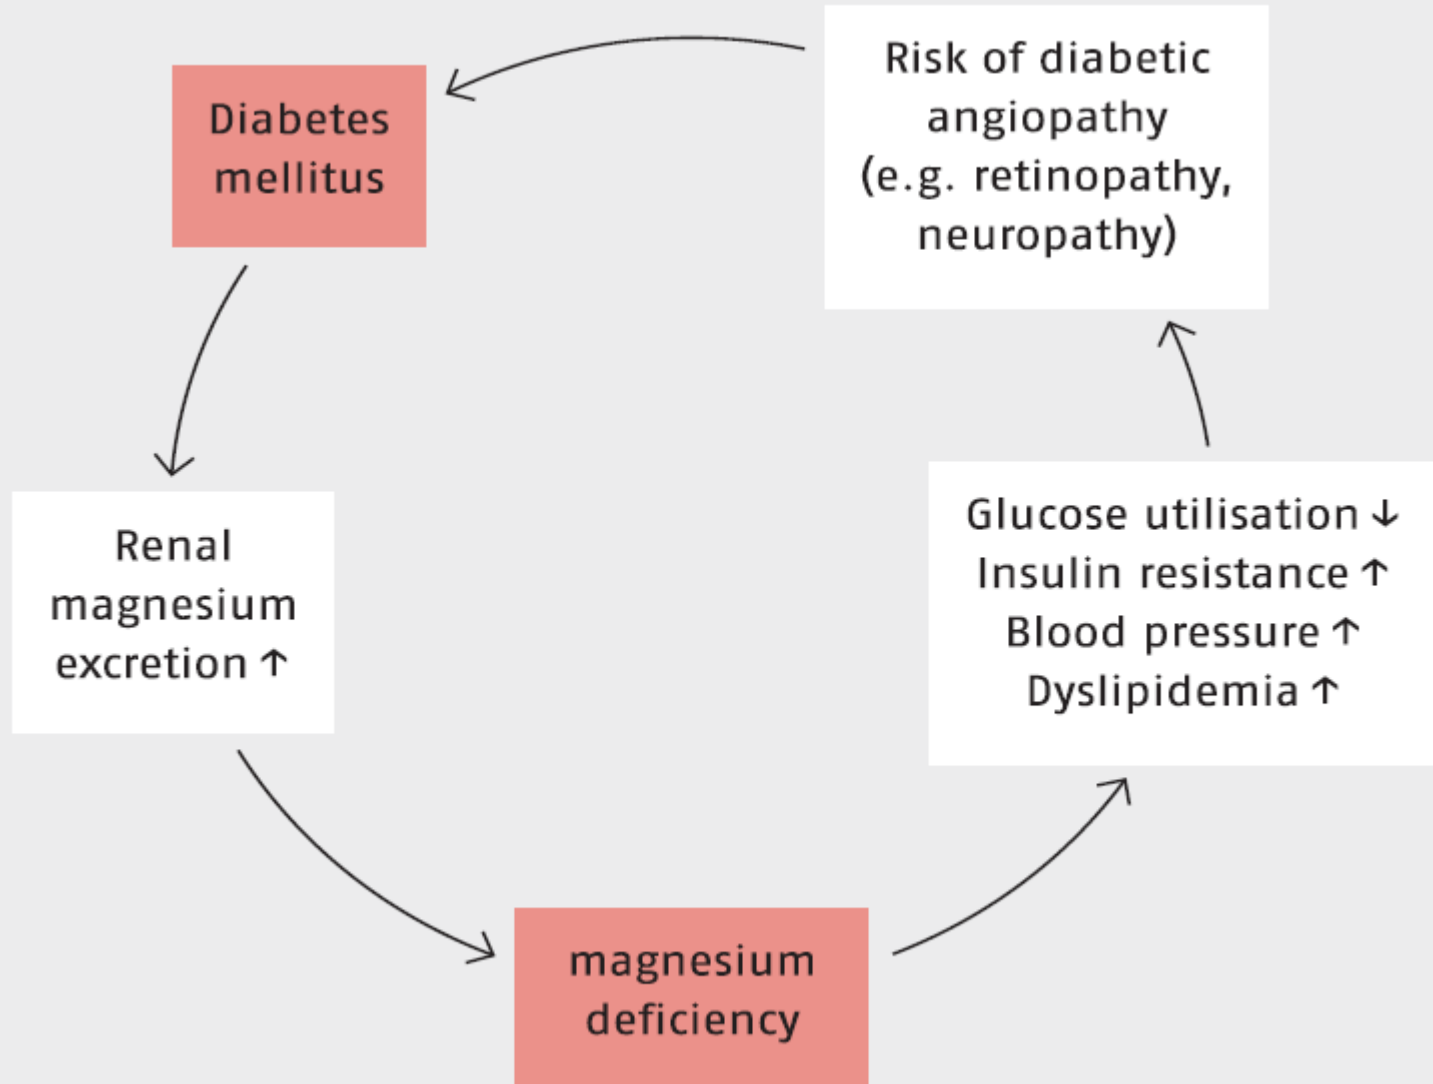 Diabetes
mellitus
Risk of diabetic
angiopathy
(e.g. retinopathy,
neuropathy)
Renal
magnesium
excretion ↑
Glucose utilisation ↓
Insulin resistance ↑
Blood pressure ↑
Dyslipidemia ↑
magnesium
deficiency